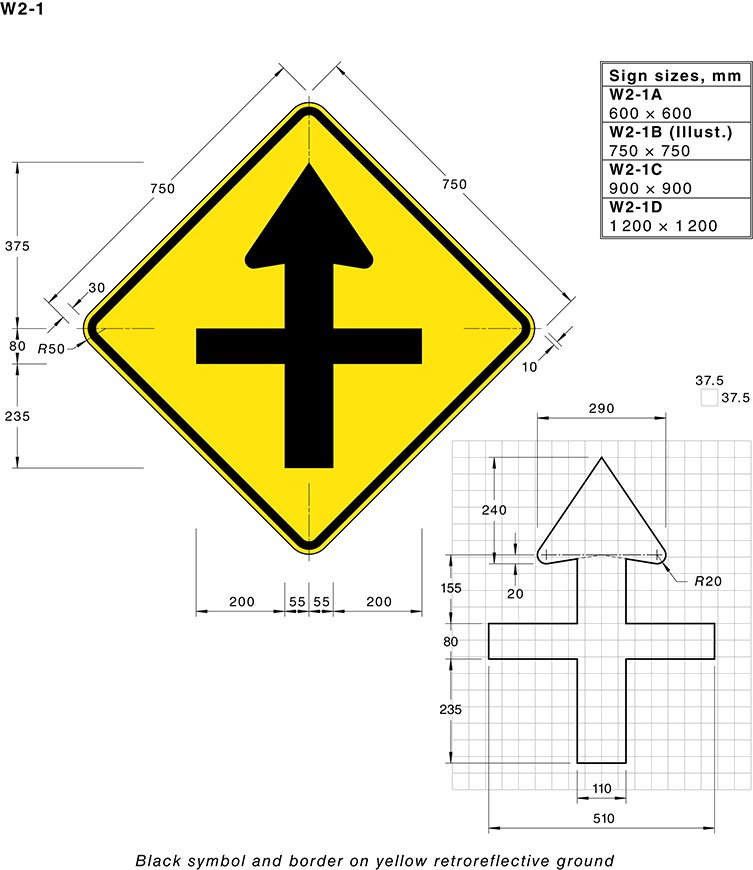 W2-1
Sign sizes, mm
W2-1A
600 × 600
W2-1B (Illust.)
750 × 750
W2-1C
900 × 900
W2-1D
1 200 × 1 200
750
750
375
30
80
R50
10
235
200
55
55
200
37.5
37.5
290
240
20
R20
155
80
235
110
510
Black symbol and border on yellow retroreflective ground